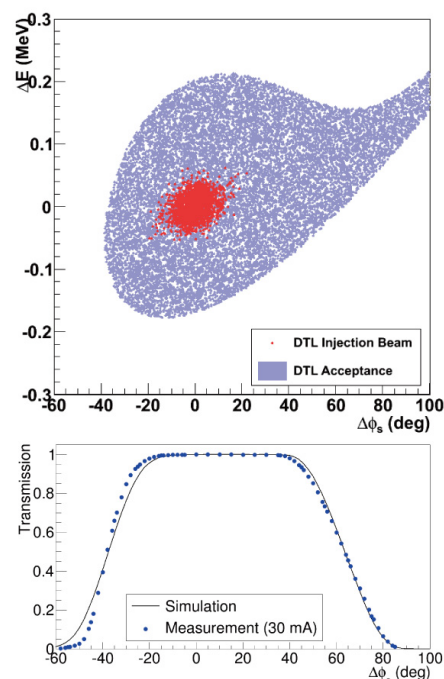 ΔE (MeV)
0.3
0.2
0.1
0
-0.1
-0.2
-0.3
DTL Injection Beam
DTL Acceptance
-60 -40 -20 0 20 40 60 80 100
Δϕs (deg)
Transmission
1
0.8
0.6
0.4
0.2
0
Simulation
Measurement (30 mA)
-60 -40 -20 0 20 40 60 80 100
(deg)